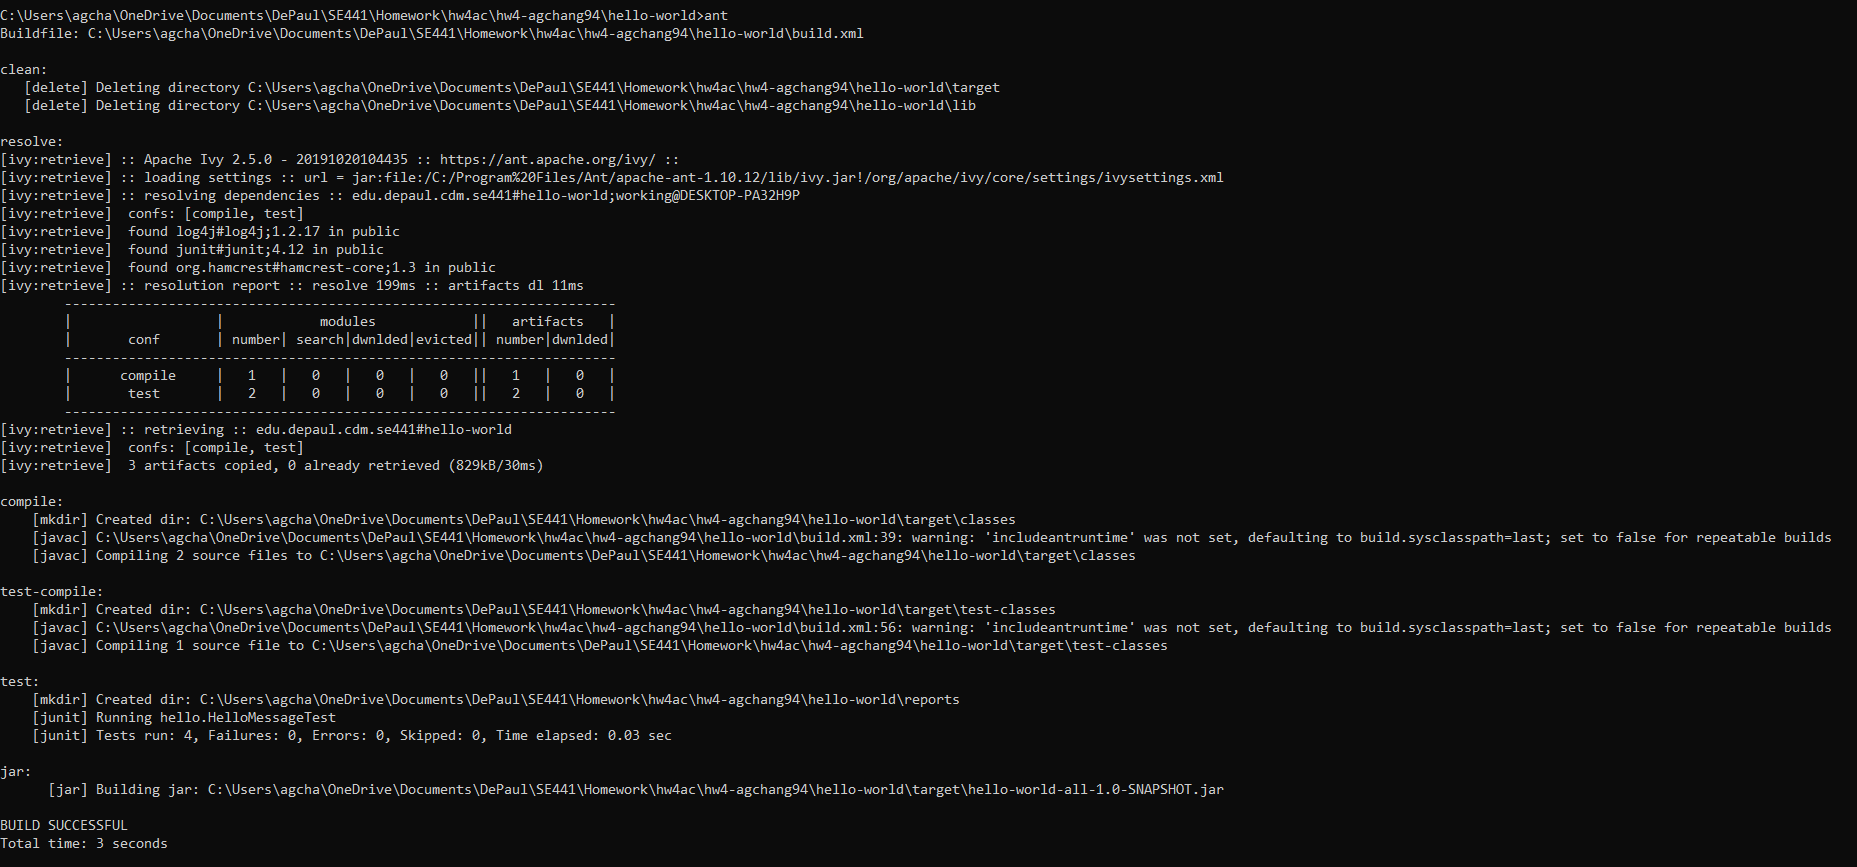 C:\Users\agcha\OneDrive\Documents\DePaul\SE441\Homework\hw4ac\hw4-agchang94\hello-world>ant
Buildfile: C:\Users\agcha\OneDrive\Documents\DePaul\SE441\Homework\hw4ac\hw4-agchang94\hello-world\build.xml

clean:
   [delete] Deleting directory C:\Users\agcha\OneDrive\Documents\DePaul\SE441\Homework\hw4ac\hw4-agchang94\hello-world\target
   [delete] Deleting directory C:\Users\agcha\OneDrive\Documents\DePaul\SE441\Homework\hw4ac\hw4-agchang94\hello-world\lib

resolve:
[ivy:retrieve] :: Apache Ivy 2.5.0 - 20191020104435 :: https://ant.apache.org/ivy/ ::
[ivy:retrieve] :: loading settings :: url = jar:file:/C:/Program%20Files/Ant/apache-ant-1.10.12/lib/ivy.jar!/org/apache/ivy/core/settings/ivysettings.xml
[ivy:retrieve] :: resolving dependencies :: edu.depaul.cdm.se441#hello-world;working@DESKTOP-PA32H9P
[ivy:retrieve]  confs: [compile, test]
[ivy:retrieve]  found log4j#log4j;1.2.17 in public
[ivy:retrieve]  found junit#junit;4.12 in public
[ivy:retrieve]  found org.hamcrest#hamcrest-core;1.3 in public
[ivy:retrieve] :: resolution report :: resolve 199ms :: artifacts dl 11ms
        ---------------------------------------------------------------------
        |                  |            modules            ||   artifacts   |
        |       conf       | number| search|dwnlded|evicted|| number|dwnlded|
        ---------------------------------------------------------------------
        |      compile     |   1   |   0   |   0   |   0   ||   1   |   0   |
        |       test       |   2   |   0   |   0   |   0   ||   2   |   0   |
        ---------------------------------------------------------------------
[ivy:retrieve] :: retrieving :: edu.depaul.cdm.se441#hello-world
[ivy:retrieve]  confs: [compile, test]
[ivy:retrieve]  3 artifacts copied, 0 already retrieved (829kB/30ms)

compile:
    [mkdir] Created dir: C:\Users\agcha\OneDrive\Documents\DePaul\SE441\Homework\hw4ac\hw4-agchang94\hello-world\target\classes
    [javac] C:\Users\agcha\OneDrive\Documents\DePaul\SE441\Homework\hw4ac\hw4-agchang94\hello-world\build.xml:39: warning: 'includeantruntime' was not set, defaulting to build.sysclasspath=last; set to false for repeatable builds
    [javac] Compiling 2 source files to C:\Users\agcha\OneDrive\Documents\DePaul\SE441\Homework\hw4ac\hw4-agchang94\hello-world\target\classes

test-compile:
    [mkdir] Created dir: C:\Users\agcha\OneDrive\Documents\DePaul\SE441\Homework\hw4ac\hw4-agchang94\hello-world\target\test-classes
    [javac] C:\Users\agcha\OneDrive\Documents\DePaul\SE441\Homework\hw4ac\hw4-agchang94\hello-world\build.xml:56: warning: 'includeantruntime' was not set, defaulting to build.sysclasspath=last; set to false for repeatable builds
    [javac] Compiling 1 source file to C:\Users\agcha\OneDrive\Documents\DePaul\SE441\Homework\hw4ac\hw4-agchang94\hello-world\target\test-classes

test:
    [mkdir] Created dir: C:\Users\agcha\OneDrive\Documents\DePaul\SE441\Homework\hw4ac\hw4-agchang94\hello-world\reports
    [junit] Running hello.HelloMessageTest
    [junit] Tests run: 4, Failures: 0, Errors: 0, Skipped: 0, Time elapsed: 0.03 sec

jar:
      [jar] Building jar: C:\Users\agcha\OneDrive\Documents\DePaul\SE441\Homework\hw4ac\hw4-agchang94\hello-world\target\hello-world-all-1.0-SNAPSHOT.jar

BUILD SUCCESSFUL
Total time: 3 seconds